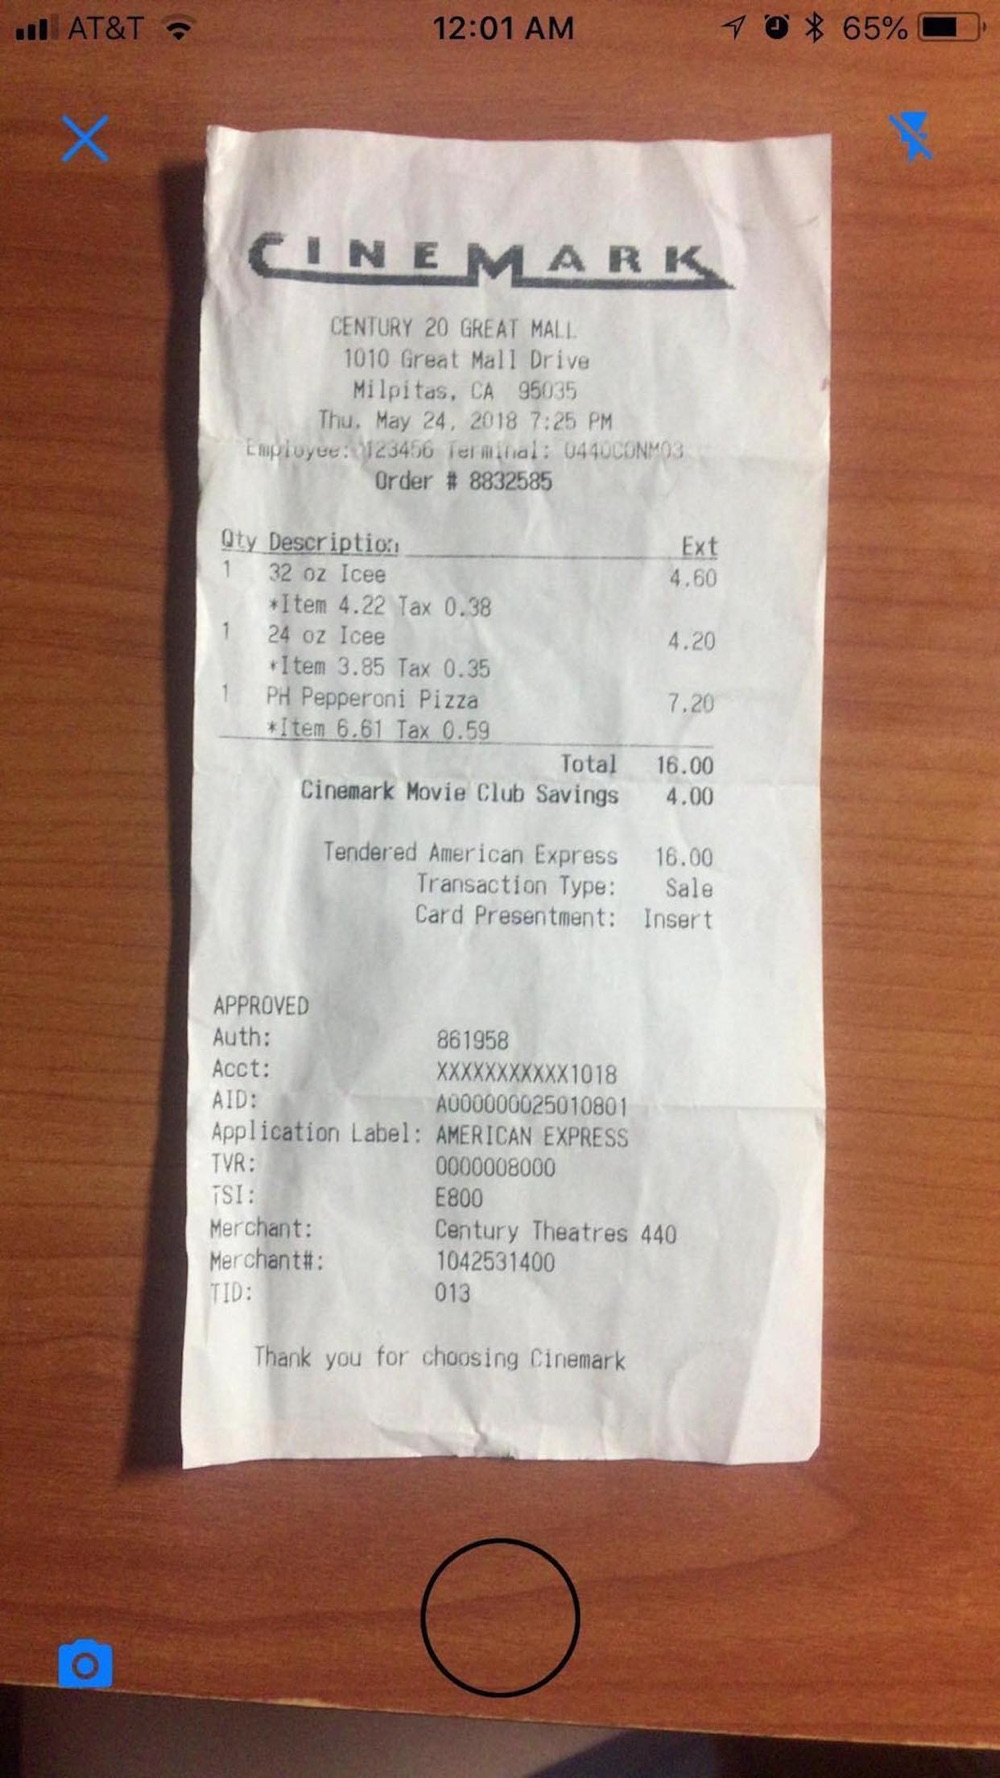 AT&T 12:01 AM 65%
CINEMARK
CENTURY 20 GREAT MALL
1010 Great Mall Drive
Milpitas, CA 95035
Thu, May 24, 2018 7:25 PM
Employee: 123456 Terminal: 0440CONM03
Order # 8832585
Qty Description Ext
1 32 oz Icee 4.60
*Item 4.22 Tax 0.38
1 24 oz Icee 4.20
*Item 3.85 Tax 0.35
1 PH Pepperoni Pizza 7.20
*Item 6.61 Tax 0.59
Total 16.00
Cinemark Movie Club Savings 4.00
Tendered American Express 16.00
Transaction Type: Sale
Card Presentment: Insert
APPROVED
Auth: 861958
Acct: XXXXXXXXXXX1018
AID: A000000025010801
Application Label: AMERICAN EXPRESS
TVR: 0000008000
TSI: E800
Merchant: Century Theatres 440
Merchant#: 1042531400
TID: 013
Thank you for choosing Cinemark